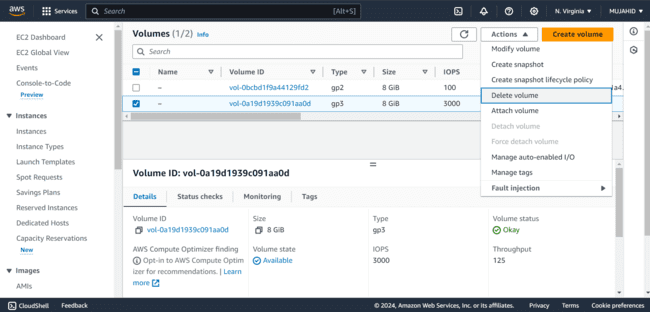 aws
Services
Search
[Alt+S]
N. Virginia
MUJAHID
EC2 Dashboard
EC2 Global View
Events
Console-to-Code
Preview
Instances
Instances
Instance Types
Launch Templates
Spot Requests
Savings Plans
Reserved Instances
Dedicated Hosts
Capacity Reservations
New
Images
AMIs
Volumes (1/2) Info
Actions
Create volume
Search
Name Volume ID Type Size IOPS
– vol-0bcbd1f9a44129fd2 gp2 8 GiB 100
– vol-0a19d1939c091aa0d gp3 8 GiB 3000
Modify volume
Create snapshot
Create snapshot lifecycle policy
Delete volume
Attach volume
Detach volume
Force detach volume
Manage auto-enabled I/O
Manage tags
Fault injection
Volume ID: vol-0a19d1939c091aa0d
Details Status checks Monitoring Tags
Volume ID Size Type Volume status
vol-0a19d1939c091aa0d 8 GiB gp3 Okay
AWS Compute Optimizer finding Volume state IOPS Throughput
Opt-in to AWS Compute Optim Available 3000 125
izer for recommendations. | Learn
more
CloudShell Feedback © 2024, Amazon Web Services, Inc. or its affiliates. Privacy Terms Cookie preferences